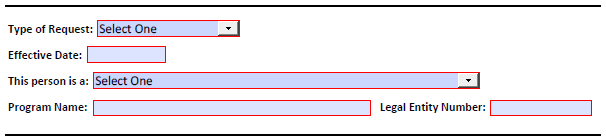 Type of Request: Select One
Effective Date:
This person is a: Select One
Program Name: Legal Entity Number: